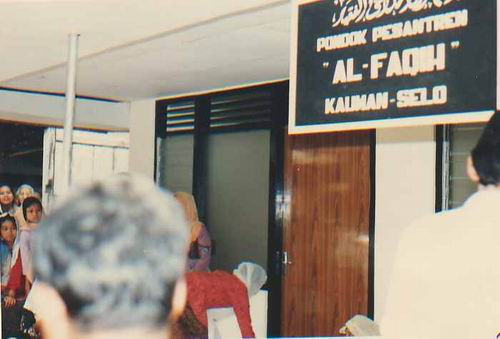 PONDOK PESANTREN
"AL-FAQIH"
KAUMAN-SELO